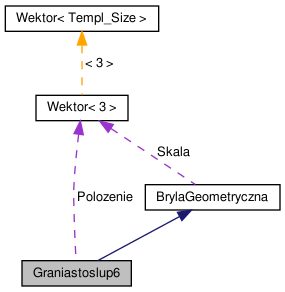 Wektor< Templ_Size >
< 3 >
Wektor< 3 >
Skala
Polozenie
BrylaGeometryczna
Graniastoslup6